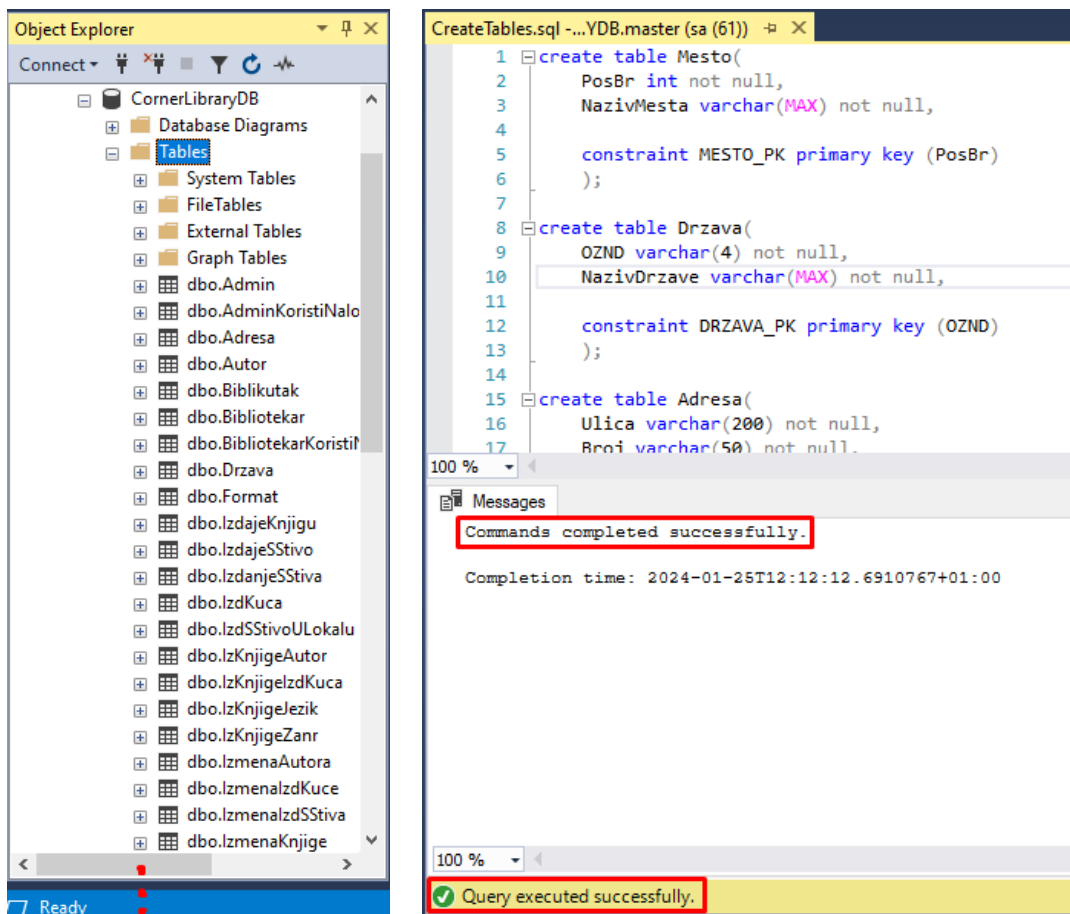 Object Explorer
Connect
CornerLibraryDB
Database Diagrams
Tables
System Tables
FileTables
External Tables
Graph Tables
dbo.Admin
dbo.AdminKoristiNalo
dbo.Adresa
dbo.Autor
dbo.Biblikutak
dbo.Bibliotekar
dbo.BibliotekarKoristi
dbo.Drzava
dbo.Format
dbo.IzdajeKnjigu
dbo.IzdajeSStivo
dbo.IzdanjeSStiva
dbo.IzdKuca
dbo.IzdSStivoULokalu
dbo.IzKnjigeAutor
dbo.IzKnjigeIzdKuca
dbo.IzKnjigeJezik
dbo.IzKnjigeZanr
dbo.IzmenaAutora
dbo.IzmenaIzdKuce
dbo.IzmenaIzdSStiva
dbo.IzmenaKnjige
Ready
CreateTables.sql -...YDB.master (sa (61))
1 create table Mesto(
2 PosBr int not null,
3 NazivMesta varchar(MAX) not null,
4
5 constraint MESTO_PK primary key (PosBr)
6 );
7
8 create table Drzava(
9 OZND varchar(4) not null,
10 NazivDrzave varchar(MAX) not null,
11
12 constraint DRZAVA_PK primary key (OZND)
13 );
14
15 create table Adresa(
16 Ulica varchar(200) not null,
17 Broj varchar(50) not null,
100 %
Messages
Commands completed successfully.
Completion time: 2024-01-25T12:12:12.6910767+01:00
100 %
Query executed successfully.